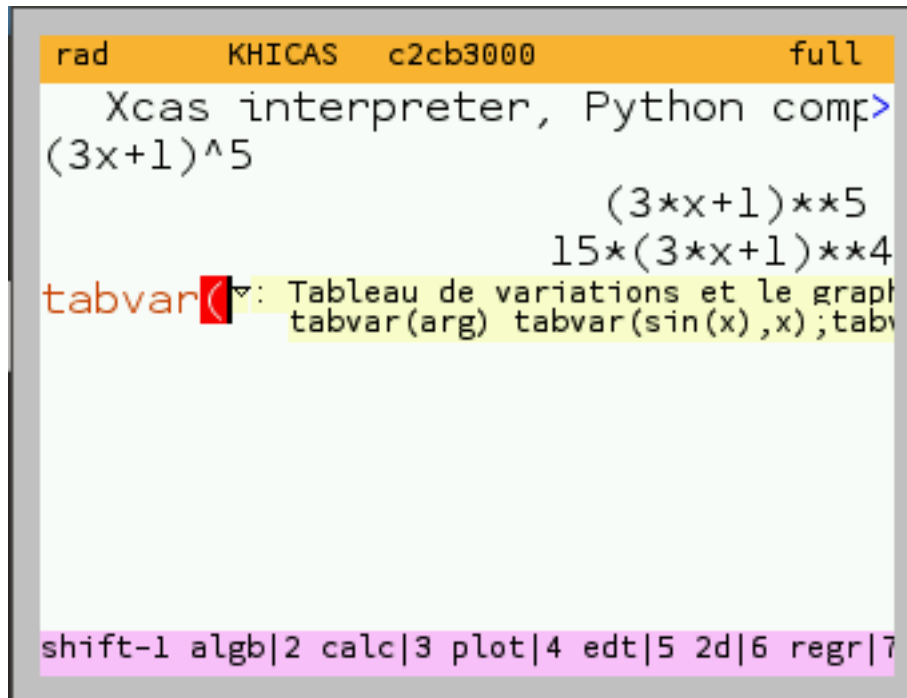 rad KHICAS c2cb3000 full
Xcas interpreter, Python comp>
(3x+1)^5
(3*x+1)**5
15*(3*x+1)**4
tabvar( : Tableau de variations et le graph
tabvar(arg) tabvar(sin(x),x);tabv
shift-1 algb|2 calc|3 plot|4 edt|5 2d|6 regr|7